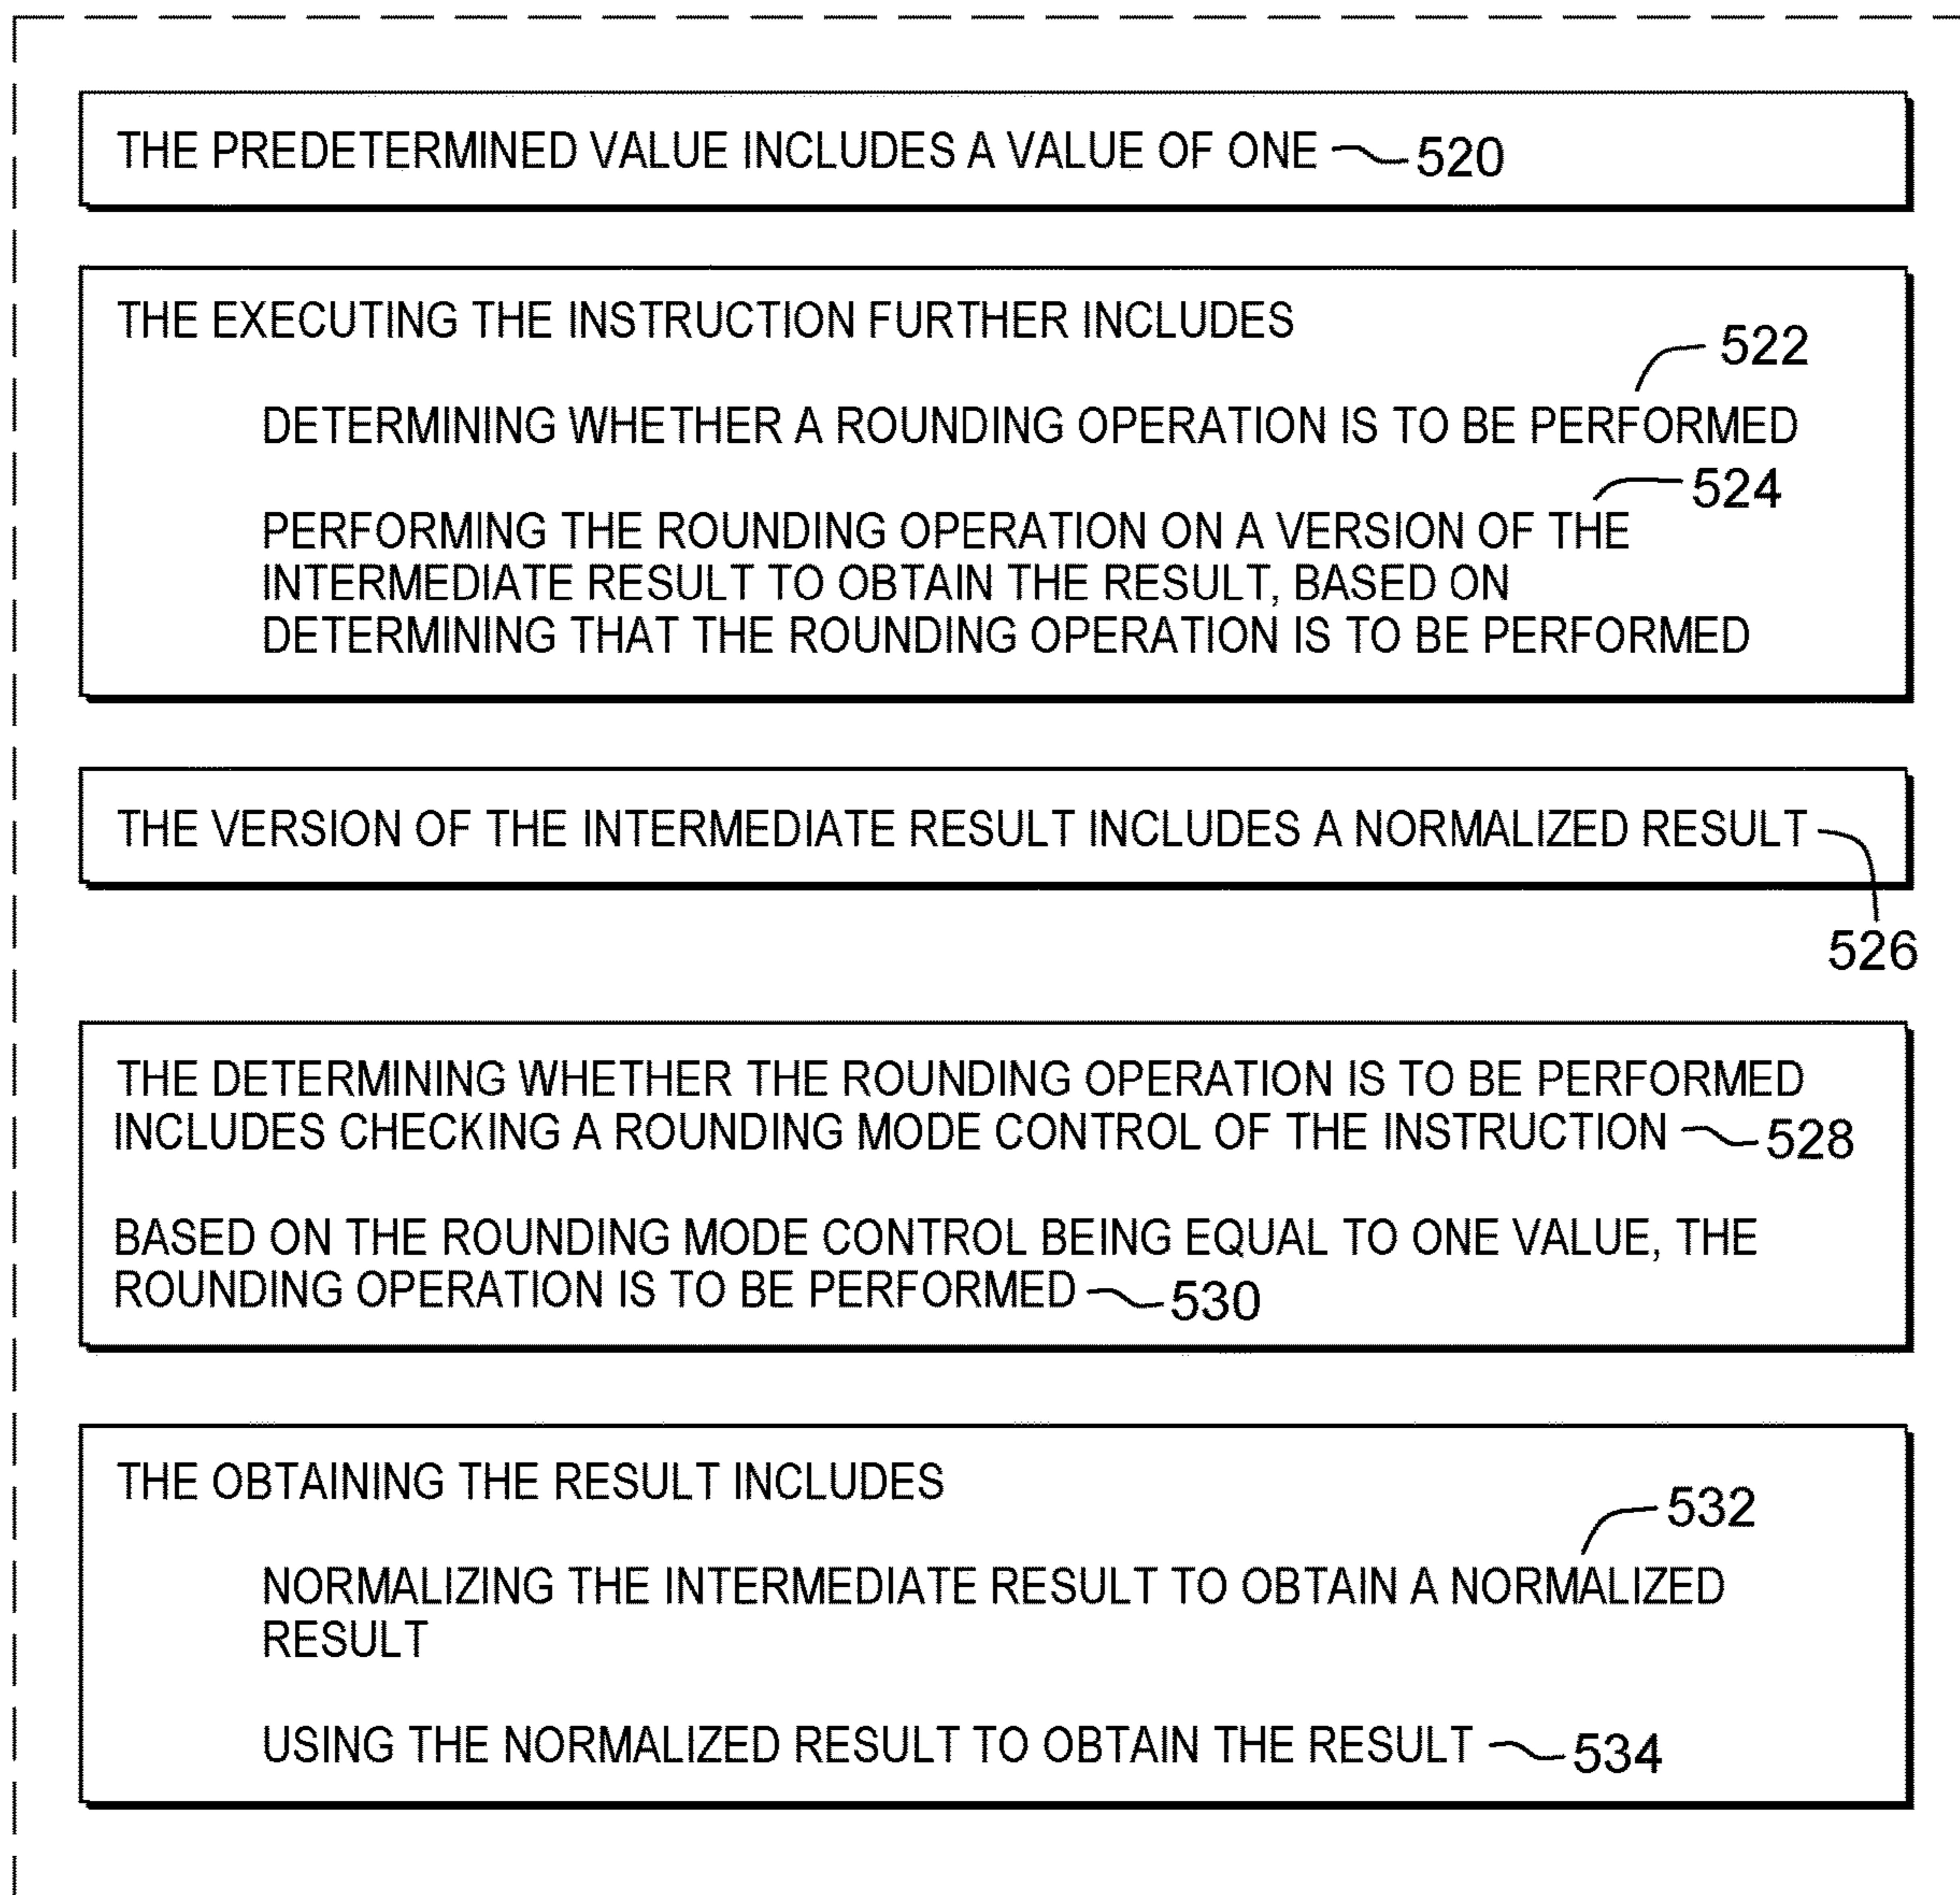 THE PREDETERMINED VALUE INCLUDES A VALUE OF ONE 520
THE EXECUTING THE INSTRUCTION FURTHER INCLUDES
522
DETERMINING WHETHER A ROUNDING OPERATION IS TO BE PERFORMED
524
PERFORMING THE ROUNDING OPERATION ON A VERSION OF THE
INTERMEDIATE RESULT TO OBTAIN THE RESULT, BASED ON
DETERMINING THAT THE ROUNDING OPERATION IS TO BE PERFORMED
THE VERSION OF THE INTERMEDIATE RESULT INCLUDES A NORMALIZED RESULT
526
THE DETERMINING WHETHER THE ROUNDING OPERATION IS TO BE PERFORMED
INCLUDES CHECKING A ROUNDING MODE CONTROL OF THE INSTRUCTION 528
BASED ON THE ROUNDING MODE CONTROL BEING EQUAL TO ONE VALUE, THE
ROUNDING OPERATION IS TO BE PERFORMED 530
THE OBTAINING THE RESULT INCLUDES
532
NORMALIZING THE INTERMEDIATE RESULT TO OBTAIN A NORMALIZED
RESULT
USING THE NORMALIZED RESULT TO OBTAIN THE RESULT 534